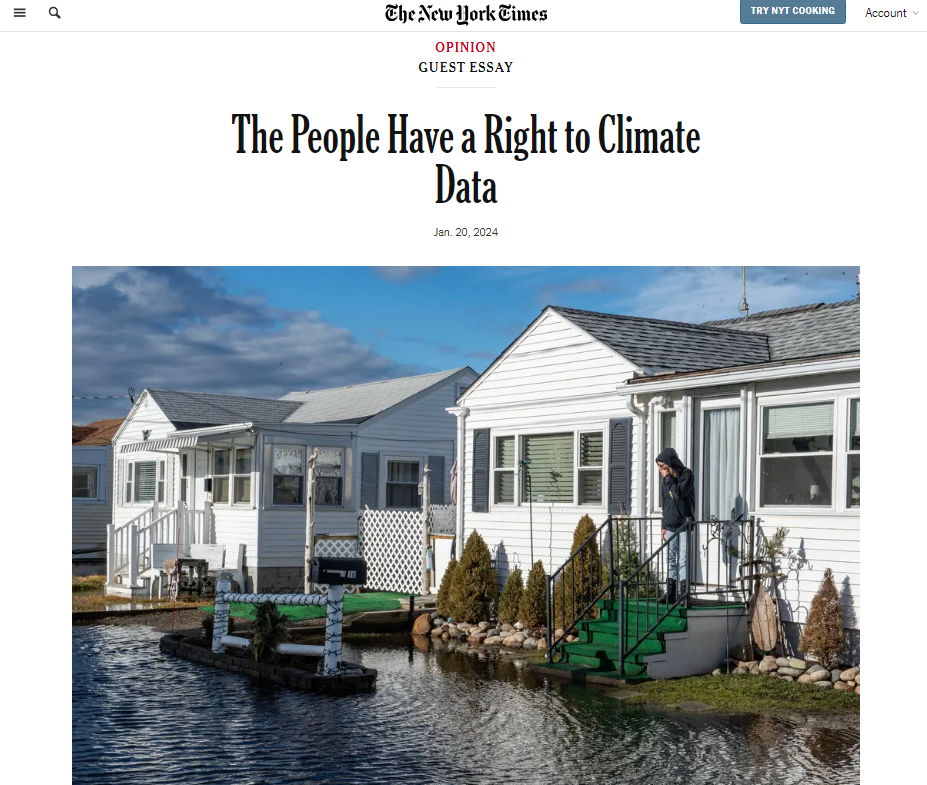 The New York Times
TRY NYT COOKING
Account
OPINION
GUEST ESSAY
The People Have a Right to Climate
Data
Jan. 20, 2024